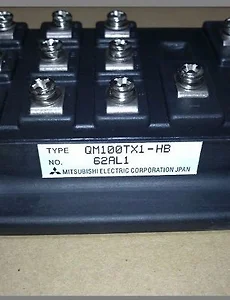 TYPE QM100TX1-HB
NO. 62AL1
MITSUBISHI ELECTRIC CORPORATION JAPAN